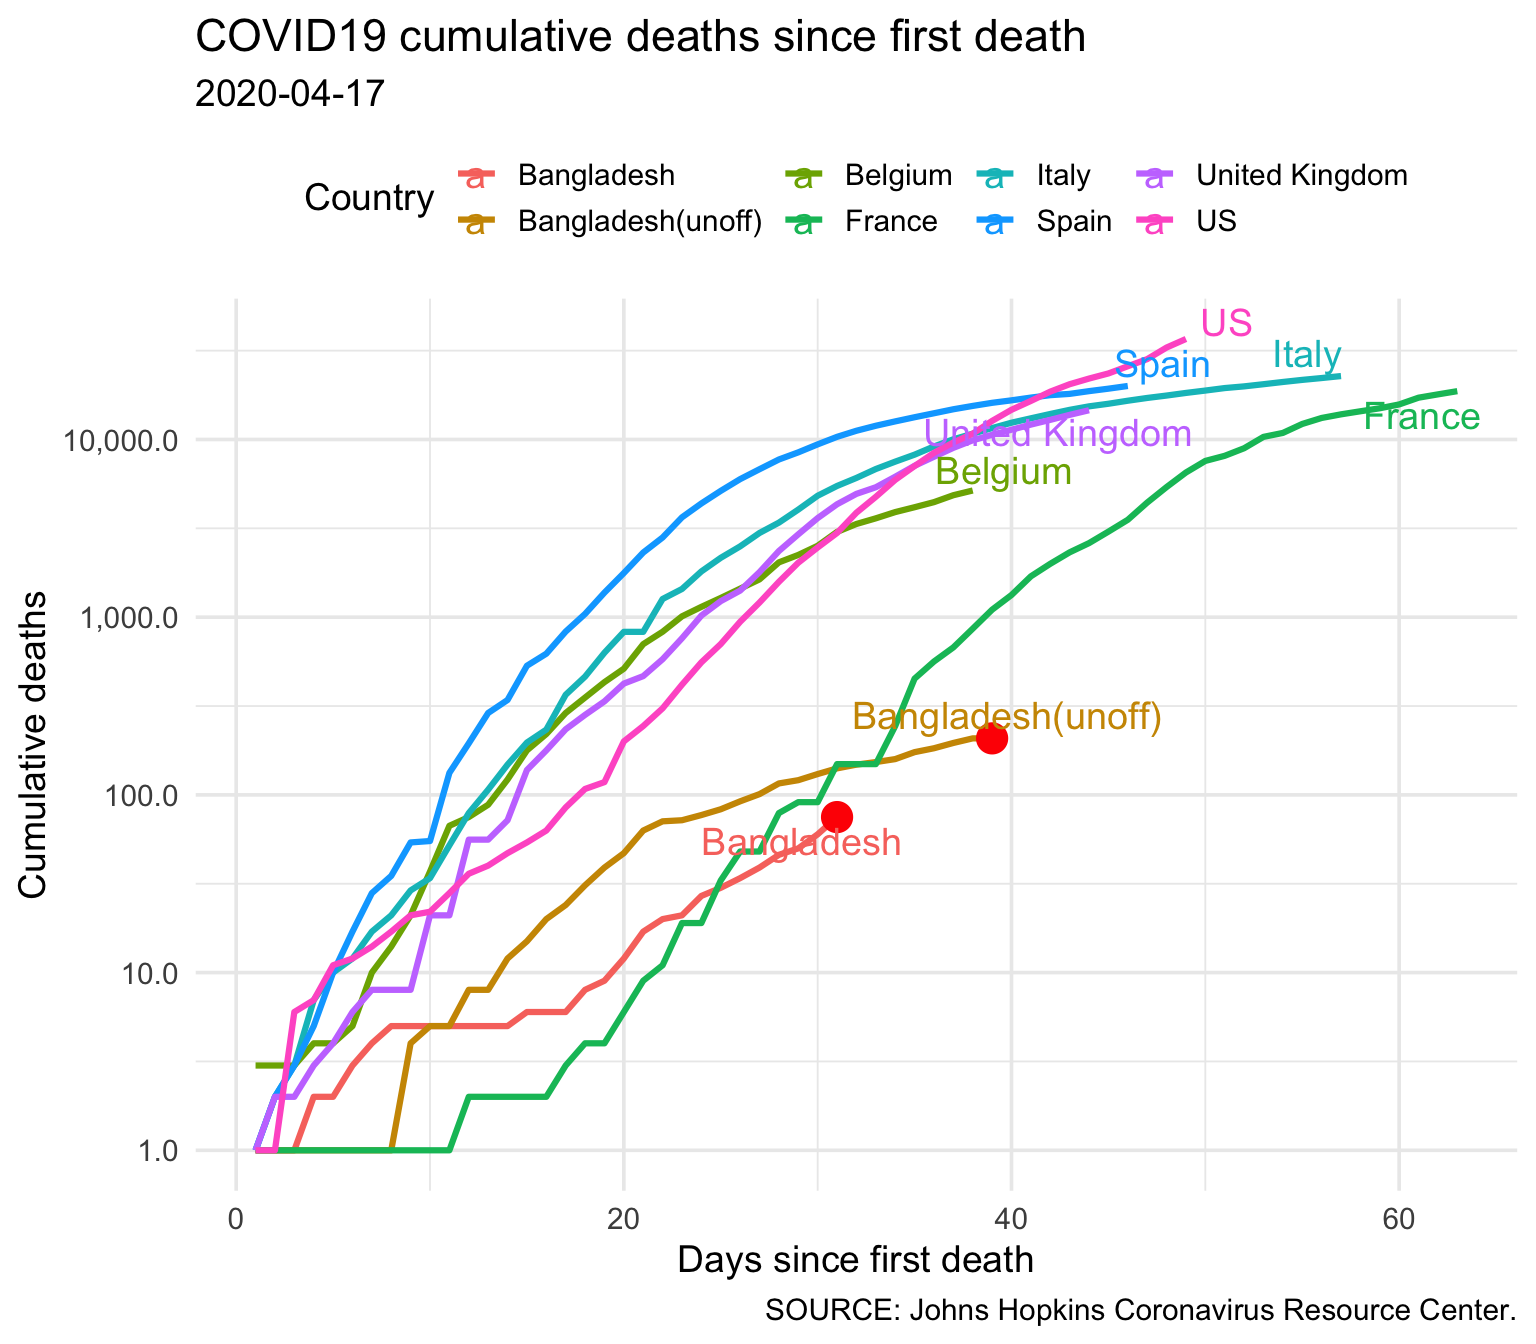 COVID19 cumulative deaths since first death
2020-04-17
Country
a Bangladesh a Belgium a Italy a United Kingdom
a Bangladesh(unoff) a France a Spain a US
US
Italy
Spain
France
United Kingdom
Belgium
Bangladesh(unoff)
Bangladesh
Cumulative deaths
10,000.0
1,000.0
100.0
10.0
1.0
0 20 40 60
Days since first death
SOURCE: Johns Hopkins Coronavirus Resource Center.